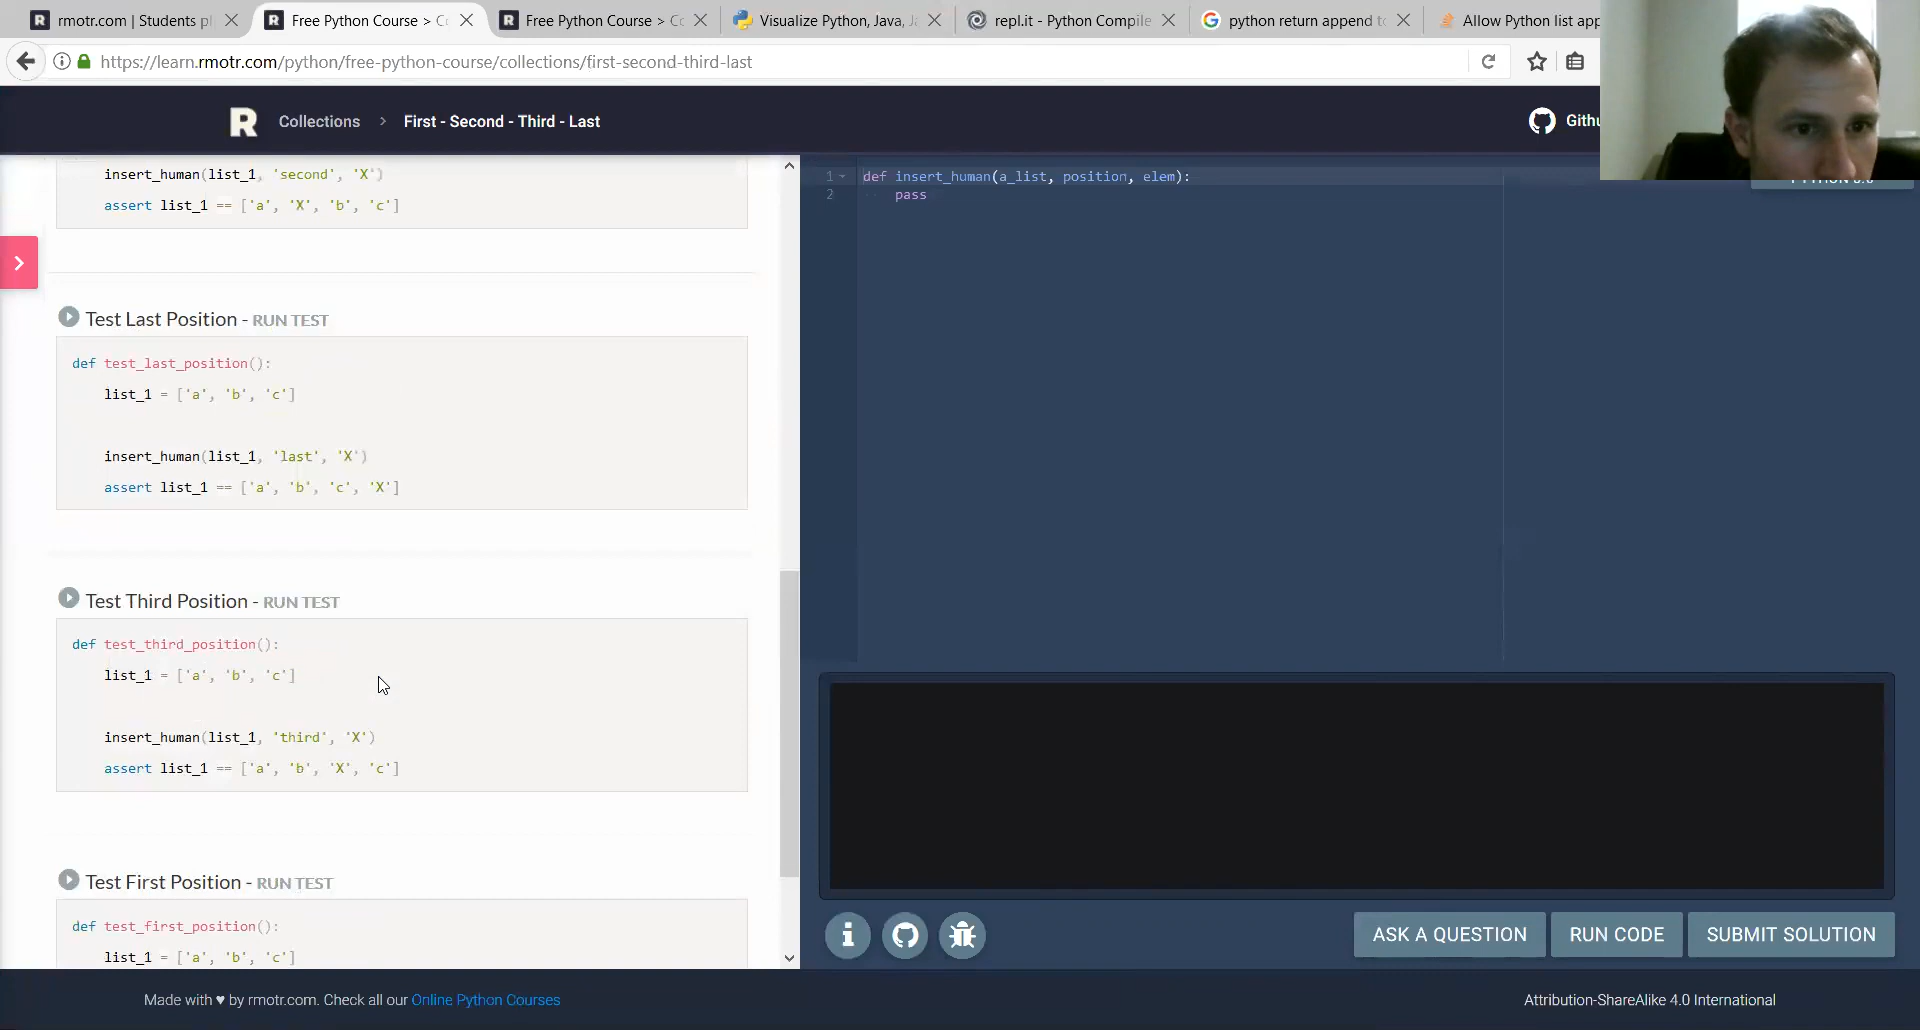 rmotr.com | Students pl
Free Python Course > Co
Free Python Course > Co
Visualize Python, Java, Ja
repl.it - Python Compile
python return append to
Allow Python list app
https://learn.rmotr.com/python/free-python-course/collections/first-second-third-last
R Collections > First - Second - Third - Last
Githu
insert_human(list_1, 'second', 'X')
assert list_1 == ['a', 'X', 'b', 'c']
Test Last Position - RUN TEST
def test_last_position():
list_1 = ['a', 'b', 'c']
insert_human(list_1, 'last', 'X')
assert list_1 == ['a', 'b', 'c', 'X']
Test Third Position - RUN TEST
def test_third_position():
list_1 = ['a', 'b', 'c']
insert_human(list_1, 'third', 'X')
assert list_1 == ['a', 'b', 'X', 'c']
Test First Position - RUN TEST
def test_first_position():
list_1 = ['a', 'b', 'c']
1 def insert_human(a_list, position, elem):
2 pass
ASK A QUESTION
RUN CODE
SUBMIT SOLUTION
Made with ♥ by rmotr.com. Check all our Online Python Courses
Attribution-ShareAlike 4.0 International